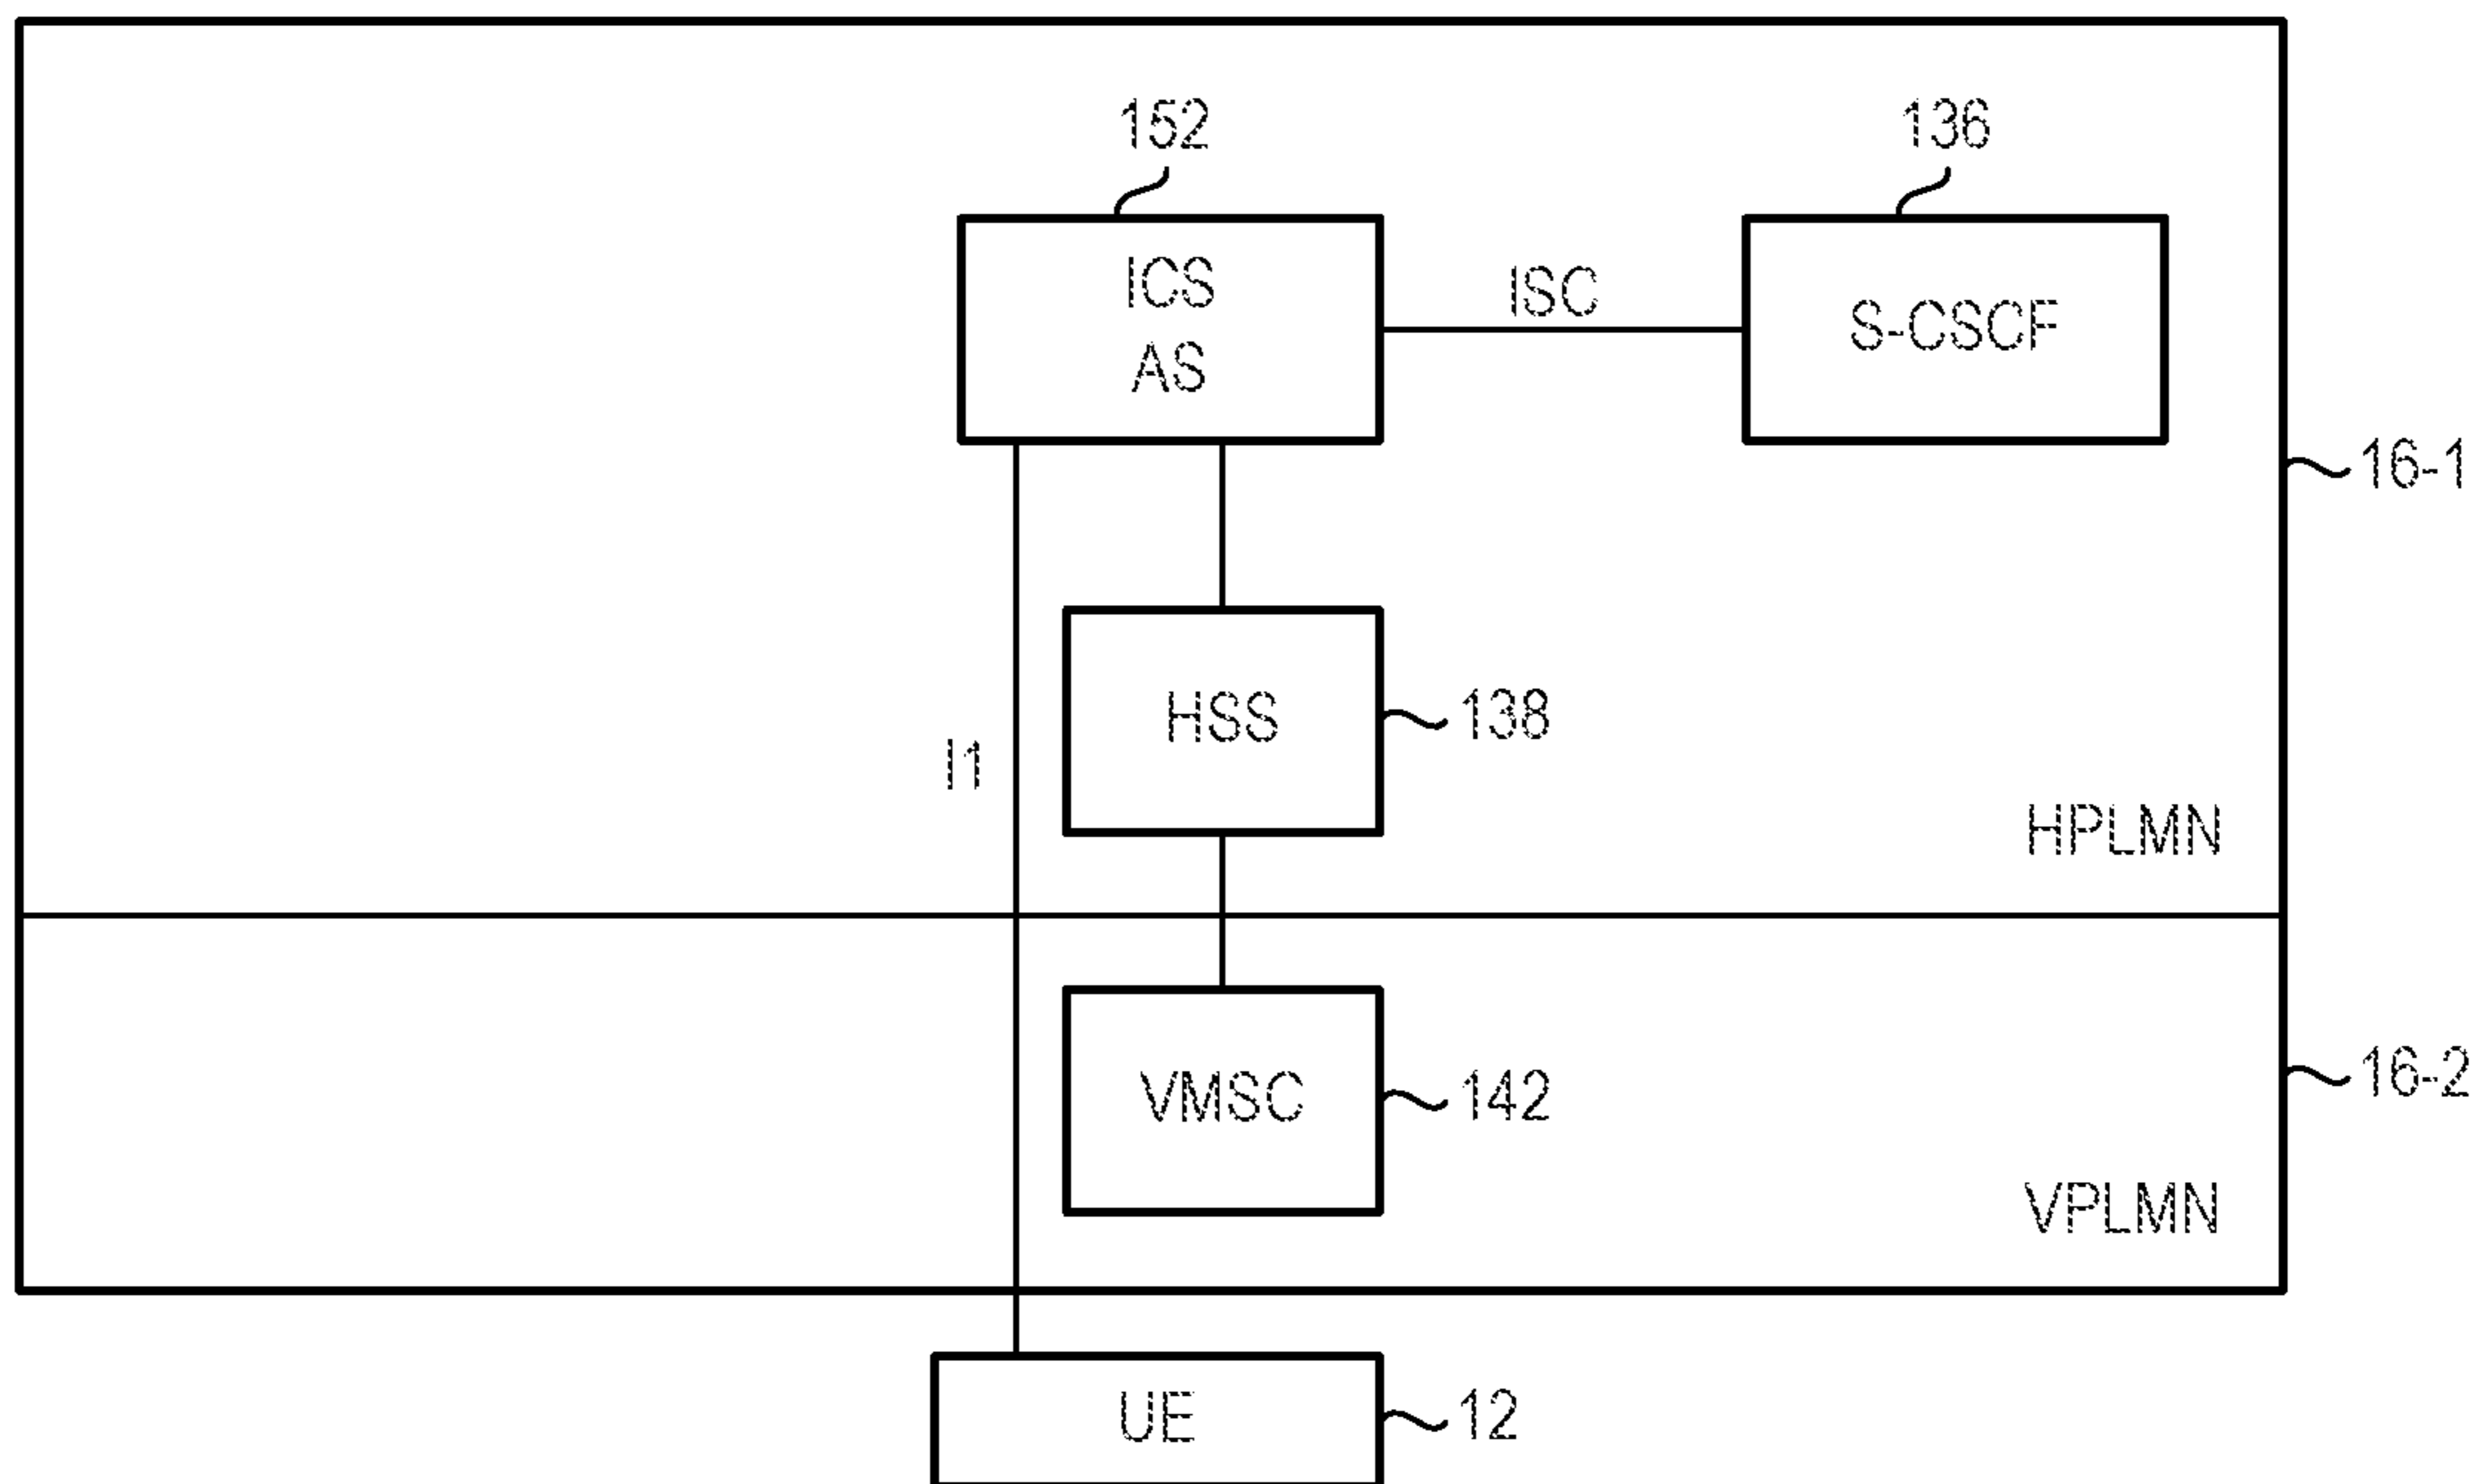 152
136
ICS
AS
ISC
S-CSCF
16-1
HSS
138
I1
HPLMN
VMSC
142
16-2
VPLMN
UE
12